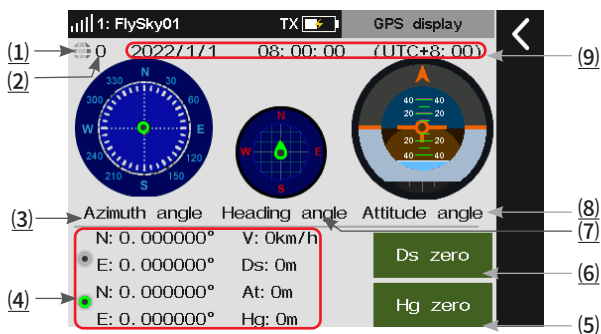 1: FlySky01 TX GPS display
(1) 0 2022/1/1 08:00:00 (UTC+8:00) (9)
(2)
N 30 60 E 120 150 S 210 240 W 300 330
N E S W
40 40
20 20
20 20
40 40
(3) Azimuth angle Heading angle Attitude angle (8)
(7)
N: 0.000000° V: 0km/h
E: 0.000000° Ds: 0m Ds zero (6)
(4) N: 0.000000° At: 0m
E: 0.000000° Hg: 0m Hg zero (5)